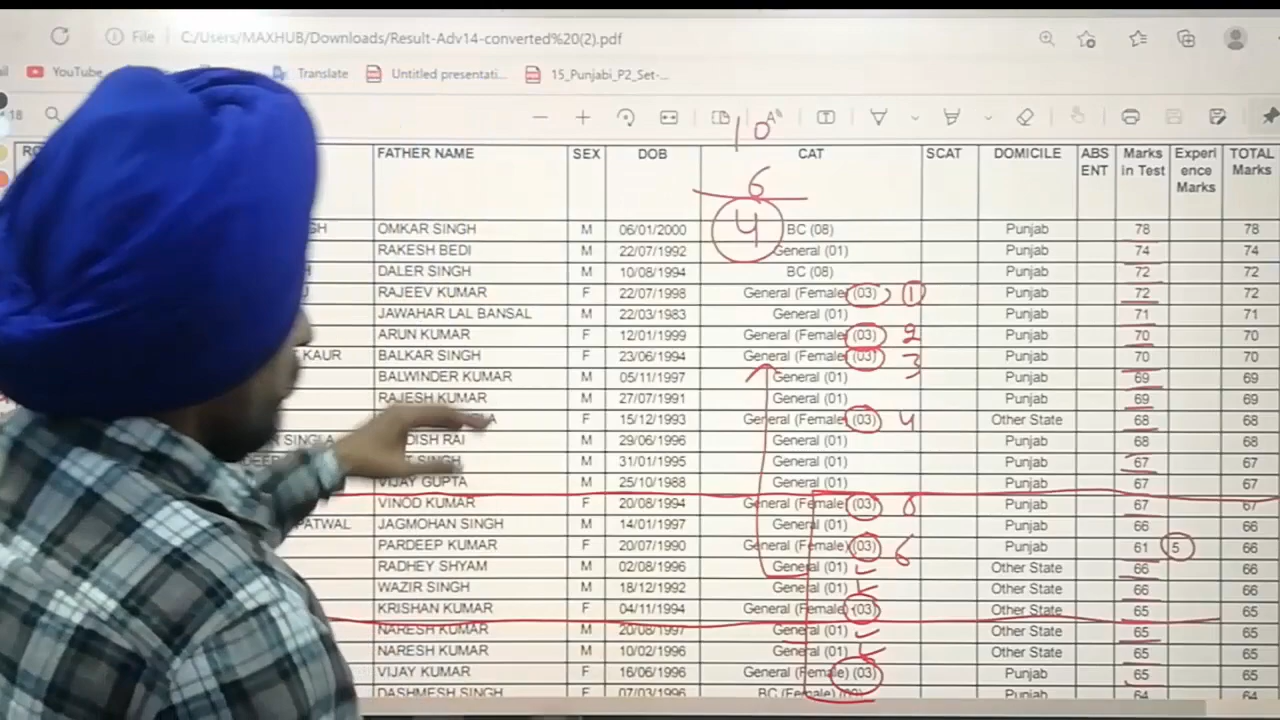 File C:/Users/MAXHUB/Downloads/Result-Adv14-converted%20(2).pdf
YouTube Translate Untitled presentati... 15_Punjabi_P2_Set-...
18
10
FATHER NAME SEX DOB CAT SCAT DOMICILE ABSENT Marks in Test Experience Marks TOTAL Marks
6
4
GH OMKAR SINGH M 06/01/2000 BC (08) Punjab 78 78
RAKESH BEDI M 22/07/1992 General (01) Punjab 74 74
DALER SINGH M 10/08/1994 BC (08) Punjab 72 72
RAJEEV KUMAR F 22/07/1998 General (Female) (03) 1 Punjab 72 72
JAWAHAR LAL BANSAL M 22/03/1983 General (01) Punjab 71 71
ARUN KUMAR F 12/01/1999 General (Female) (03) 2 Punjab 70 70
KAUR BALKAR SINGH F 23/06/1994 General (Female) (03) 3 Punjab 70 70
BALWINDER KUMAR M 05/11/1997 General (01) Punjab 69 69
RAJESH KUMAR M 27/07/1991 General (01) Punjab 69 69
LA F 15/12/1993 General (Female) (03) 4 Other State 68 68
SINGLA DISH RAI M 29/06/1996 General (01) Punjab 68 68
DEEP T SINGH M 31/01/1995 General (01) Punjab 67 67
VIJAY GUPTA M 25/10/1988 General (01) Punjab 67 67
VINOD KUMAR F 20/08/1994 General (Female) (03) Punjab 67 67
PATWAL JAGMOHAN SINGH M 14/01/1997 General (01) Punjab 66 66
PARDEEP KUMAR F 20/07/1990 General (Female) (03) 6 Punjab 61 5 66
RADHEY SHYAM M 02/08/1996 General (01) Other State 66 66
WAZIR SINGH M 18/12/1992 General (01) Other State 66 66
KRISHAN KUMAR F 04/11/1994 General (Female) (03) Other State 65 65
NARESH KUMAR M 20/08/1997 General (01) Other State 65 65
NARESH KUMAR M 10/02/1996 General (01) Other State 65 65
VIJAY KUMAR F 16/06/1996 General (Female) (03) Punjab 65 65
DASHMESH SINGH F 07/03/1996 BC (Female) (09) Punjab 64 64